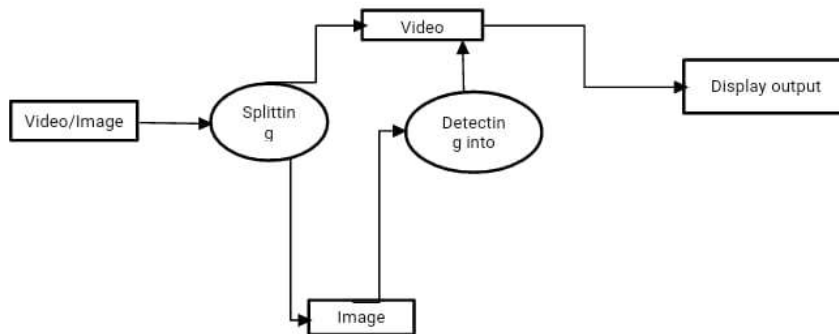 Video
Video/Image
Splittin
g
Detectin
g into
Display output
Image